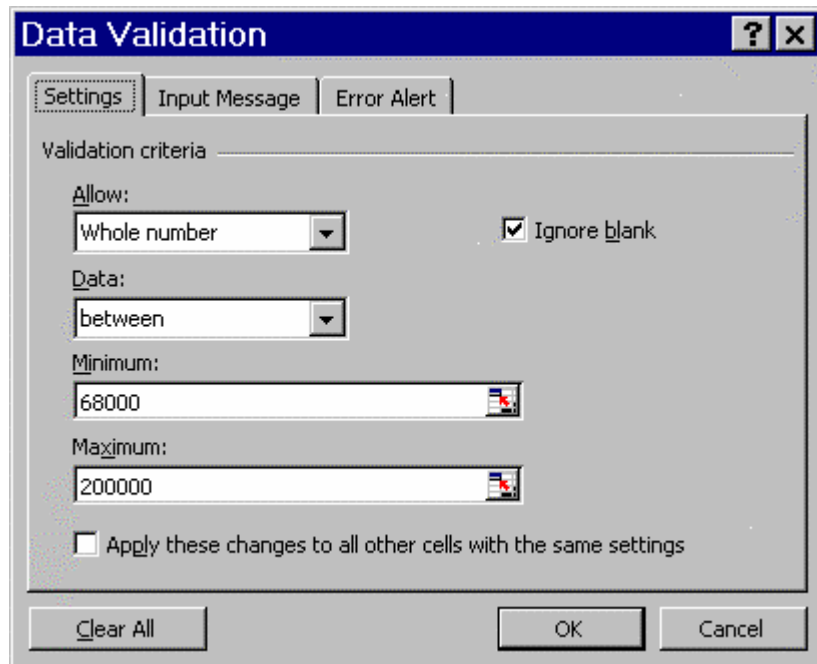 Data Validation ? ×
Settings Input Message Error Alert
Validation criteria
Allow:
Whole number Ignore blank
Data:
between
Minimum:
68000
Maximum:
200000
Apply these changes to all other cells with the same settings
Clear All OK Cancel